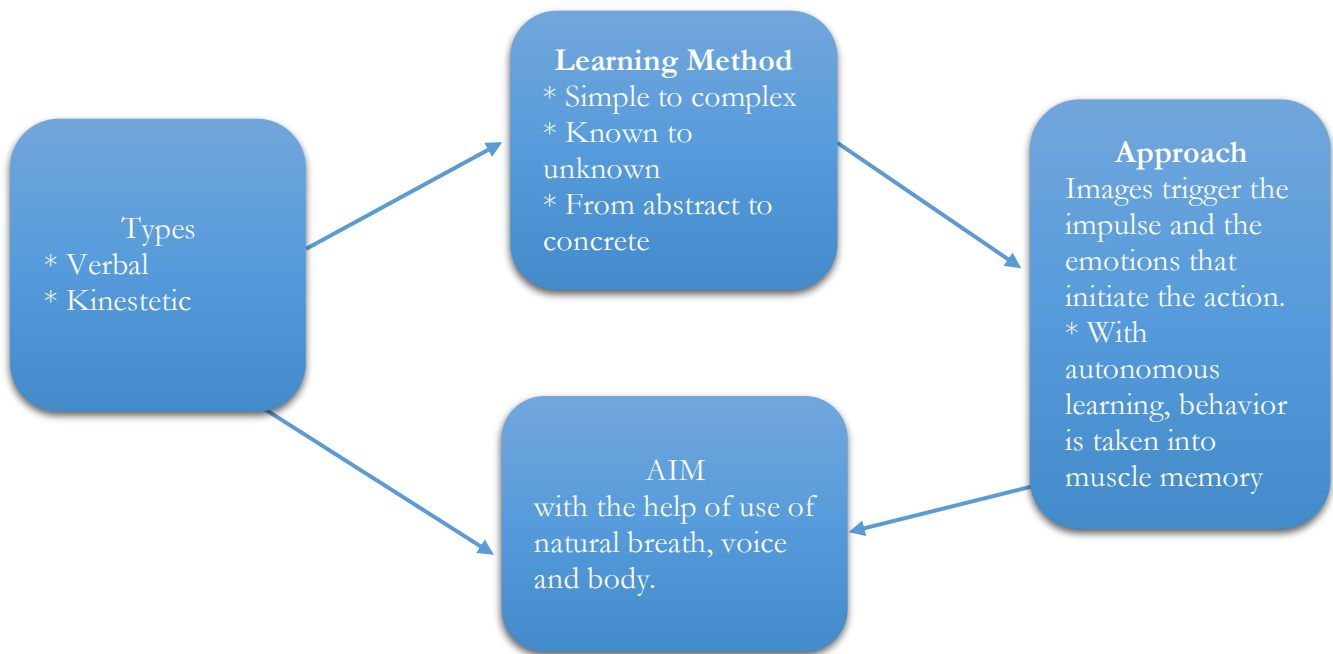 Types
* Verbal
* Kinestetic
Learning Method
* Simple to complex
* Known to
unknown
* From abstract to
concrete
Approach
Images trigger the
impulse and the
emotions that
initiate the action.
* With
autonomous
learning, behavior
is taken into
muscle memory
AIM
with the help of use of
natural breath, voice
and body.